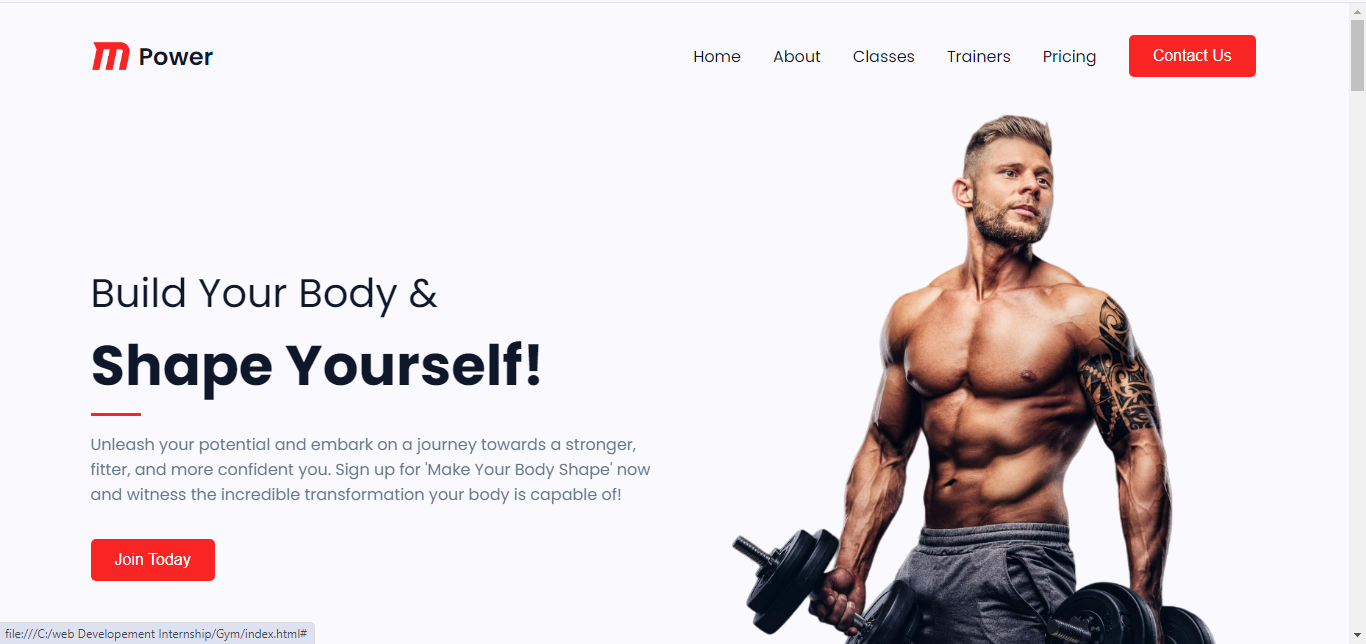 m Power
Home About Classes Trainers Pricing Contact Us
Build Your Body &
Shape Yourself!
Unleash your potential and embark on a journey towards a stronger,
fitter, and more confident you. Sign up for 'Make Your Body Shape' now
and witness the incredible transformation your body is capable of!
Join Today
file:///C:/web Developement Internship/Gym/index.html#